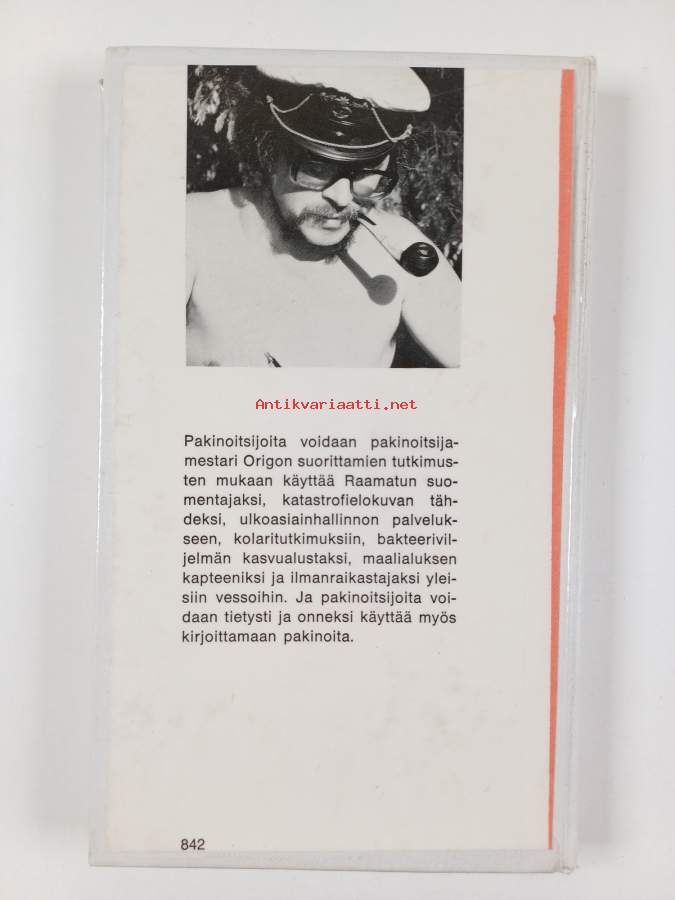 Antikvariaatti.net
Pakinoitsijoita voidaan pakinoitsija-
mestari Origon suorittamien tutkimus-
ten mukaan käyttää Raamatun suo-
mentajaksi, katastrofielokuvan täh-
deksi, ulkoasiainhallinnon palveluk-
seen, kolaritutkimuksiin, bakteerivil-
jelmän kasvualustaksi, maalialuksen
kapteeniksi ja ilmanraikastajaksi ylei-
siin vessoihin. Ja pakinoitsijoita voi-
daan tietysti ja onneksi käyttää myös
kirjoittamaan pakinoita.
842